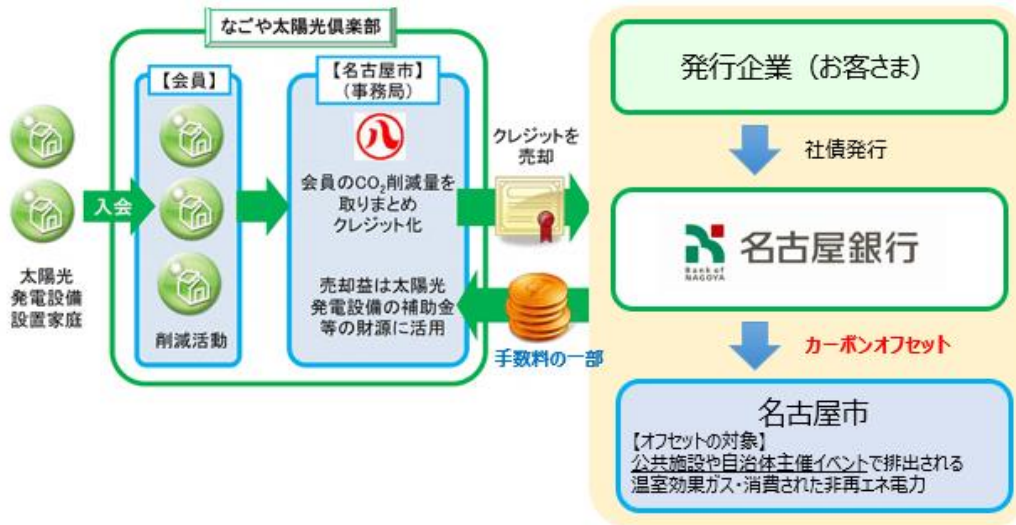 なごや太陽光倶楽部
【会員】
【名古屋市】
(事務局)
八
入会
太陽光
発電設備
設置家庭
削減活動
会員のCO₂削減量を
取りまとめ
クレジット化
売却益は太陽光
発電設備の補助金
等の財源に活用
クレジットを
売却
手数料の一部
発行企業（お客さま）
社債発行
Bank of
NAGOYA
名古屋銀行
カーボンオフセット
名古屋市
【オフセットの対象】
公共施設や自治体主催イベントで排出される
温室効果ガス・消費された非再エネ電力